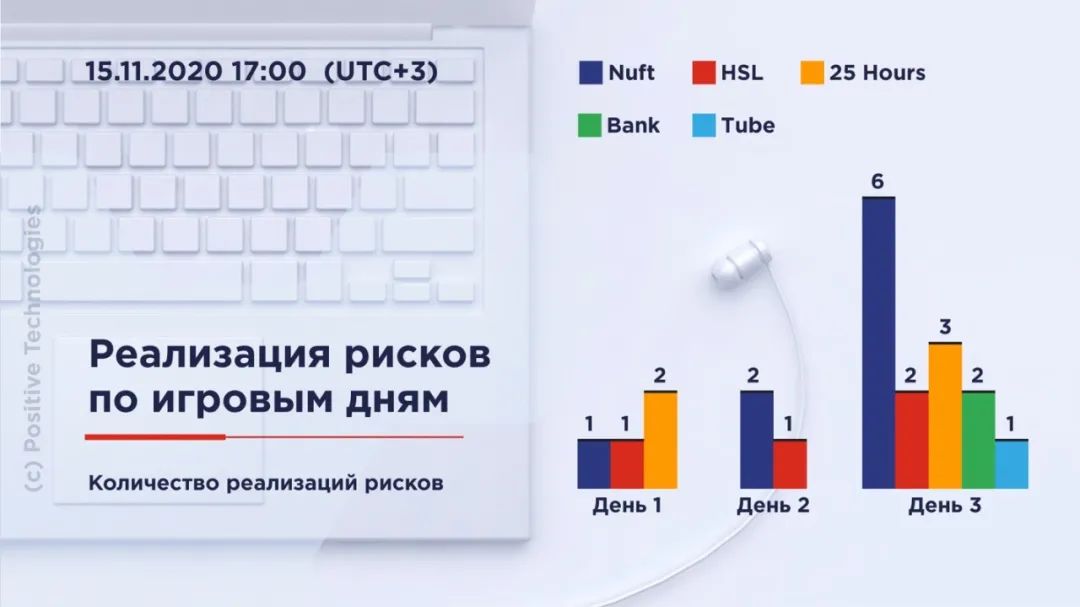 15.11.2020 17:00 (UTC+3)
Nuft HSL 25 Hours
Bank Tube
(c) Positive Technologies
Реализация рисков
по игровым дням
Количество реализаций рисков
1 1 2
2 1
6 2 3 2 1
День 1 День 2 День 3